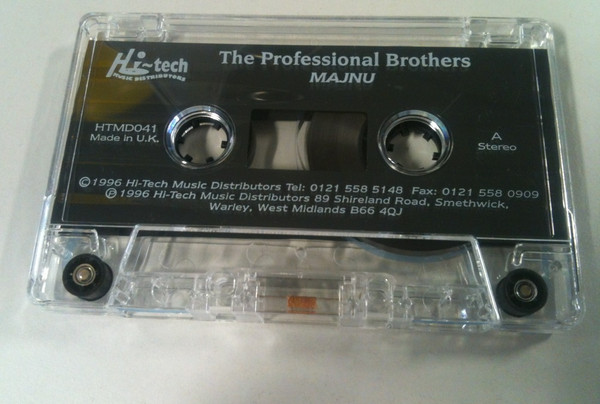 Hi-tech
MUSIC DISTRIBUTORS
The Professional Brothers
MAJNU
HTMD041
Made in U.K.
A
Stereo
©1996 Hi-Tech Music Distributors Tel: 0121 558 5148 Fax: 0121 558 0909
℗1996 Hi-Tech Music Distributors 89 Shireland Road, Smethwick,
Warley, West Midlands B66 4QJ